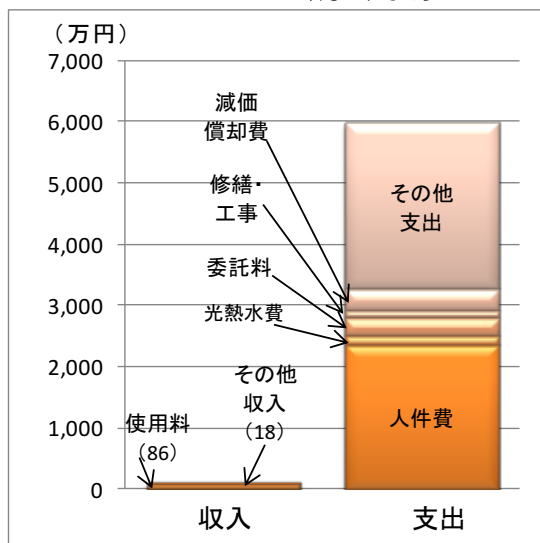 （万円）
7,000
6,000
5,000
4,000
3,000
2,000
1,000
0
減価
償却費
修繕・
工事
委託料
光熱水費
その他
収入
（18）
使用料
（86）
その他
支出
人件費
収入
支出